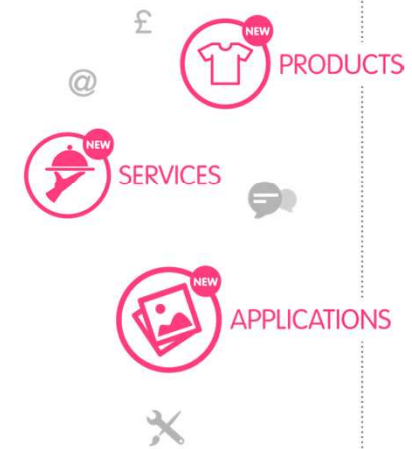 £
NEW
PRODUCTS
@
NEW
SERVICES
NEW
APPLICATIONS